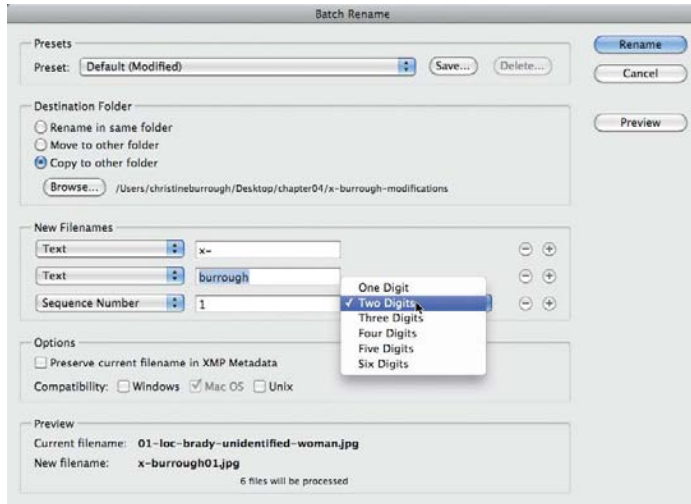 Batch Rename
Presets
Preset: Default (Modified) Save... Delete...
Rename
Cancel
Preview
Destination Folder
Rename in same folder
Move to other folder
Copy to other folder
Browse... /Users/christineburrough/Desktop/chapter04/x-burrough-modifications
New Filenames
Text x-
Text burrough
Sequence Number 1
One Digit
✓ Two Digits
Three Digits
Four Digits
Five Digits
Six Digits
Options
Preserve current filename in XMP Metadata
Compatibility: Windows Mac OS Unix
Preview
Current filename: 01-loc-brady-unidentified-woman.jpg
New filename: x-burrough01.jpg
6 files will be processed